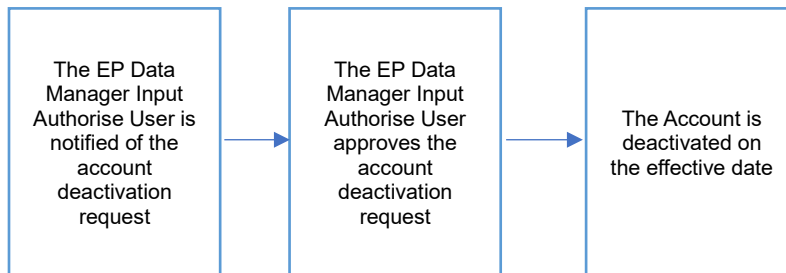 The EP Data
Manager Input
Authorise User is
notified of the
account
deactivation
request
The EP Data
Manager Input
Authorise User
approves the
account
deactivation
request
The Account is
deactivated on
the effective date